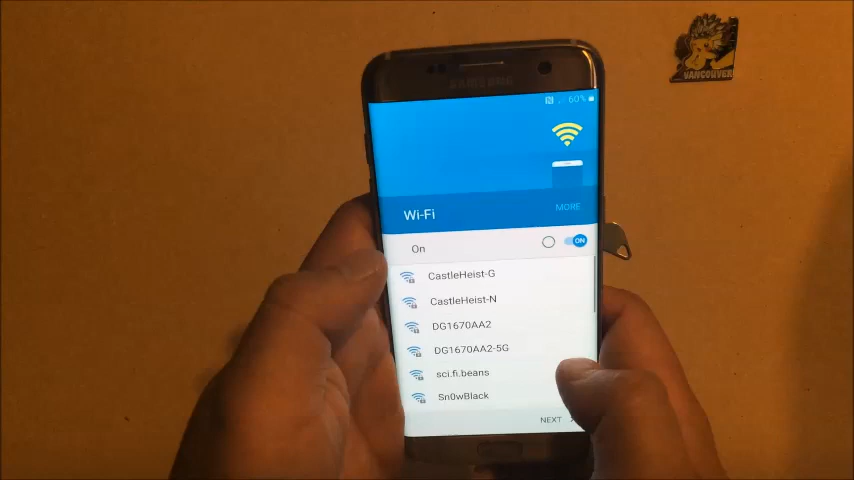 VANCOUVER
SAMSUNG
60%
Wi-Fi
MORE
On
ON
CastleHeist-G
CastleHeist-N
DG1670AA2
DG1670AA2-5G
sci.fi.beans
Sn0wBlack
NEXT